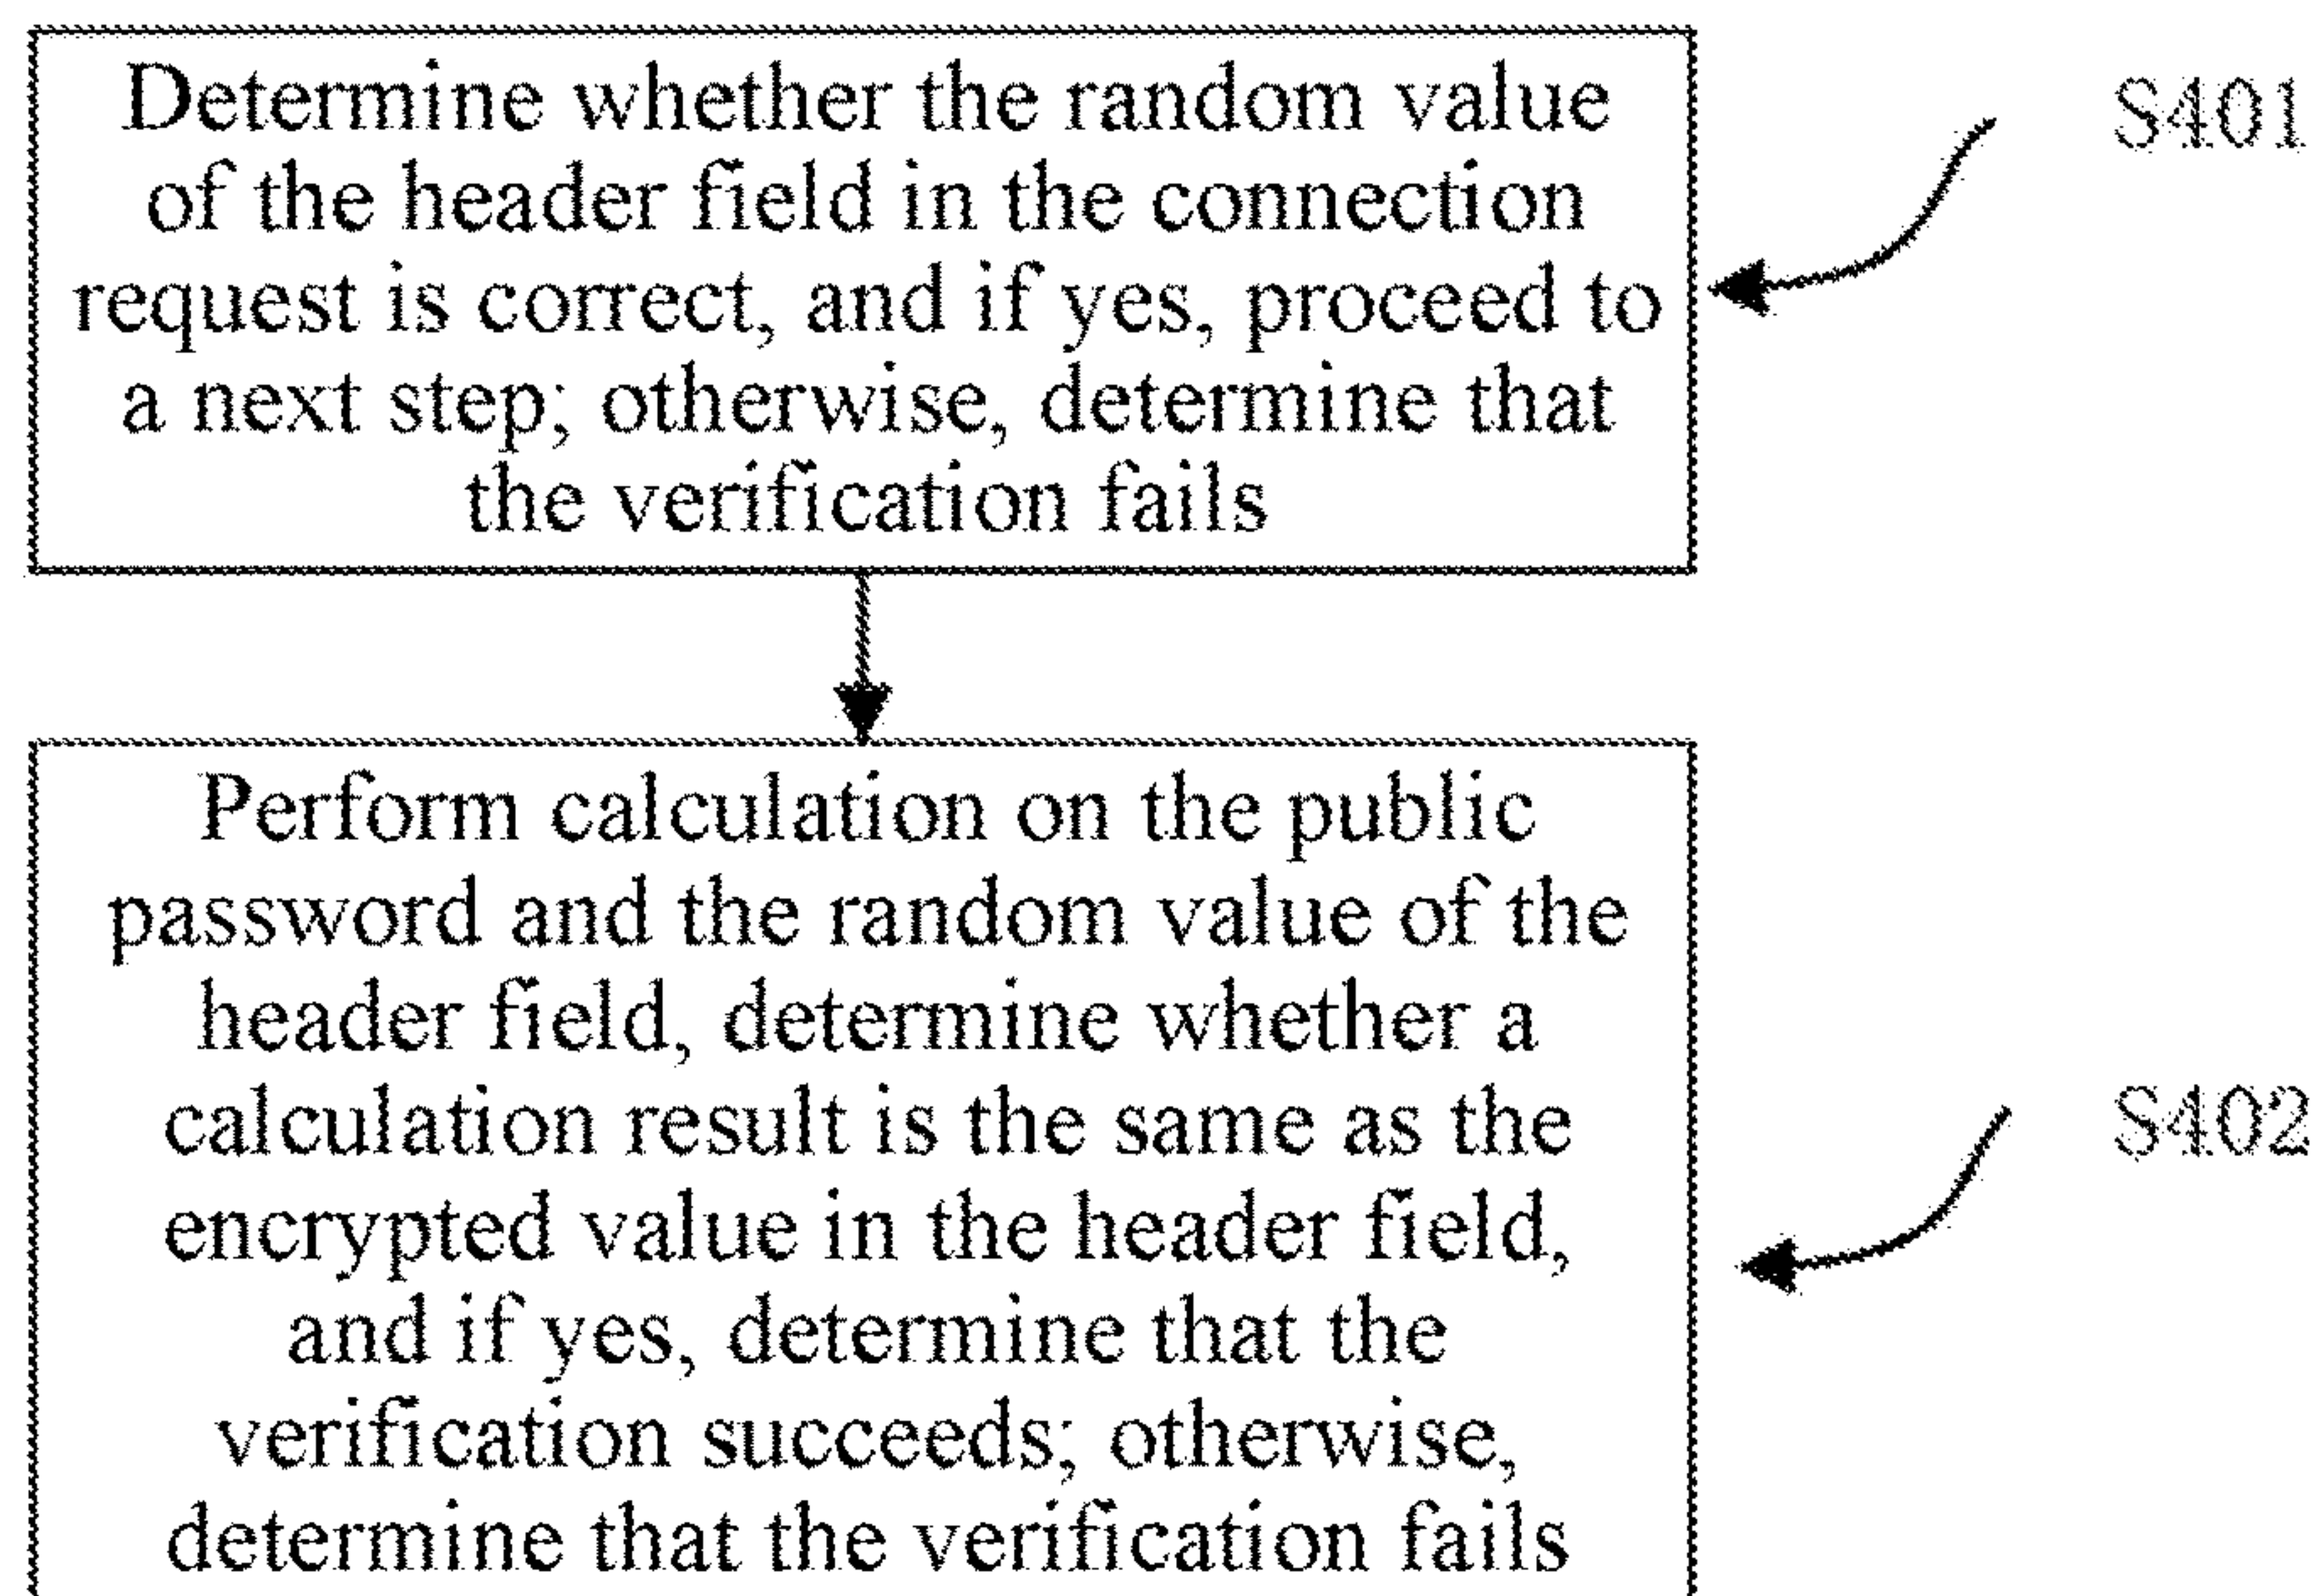 Determine whether the random value
of the header field in the connection
request is correct, and if yes, proceed to
a next step; otherwise, determine that
the verification fails
S401
Perform calculation on the public
password and the random value of the
header field, determine whether a
calculation result is the same as the
encrypted value in the header field,
and if yes, determine that the
verification succeeds; otherwise,
determine that the verification fails
S402